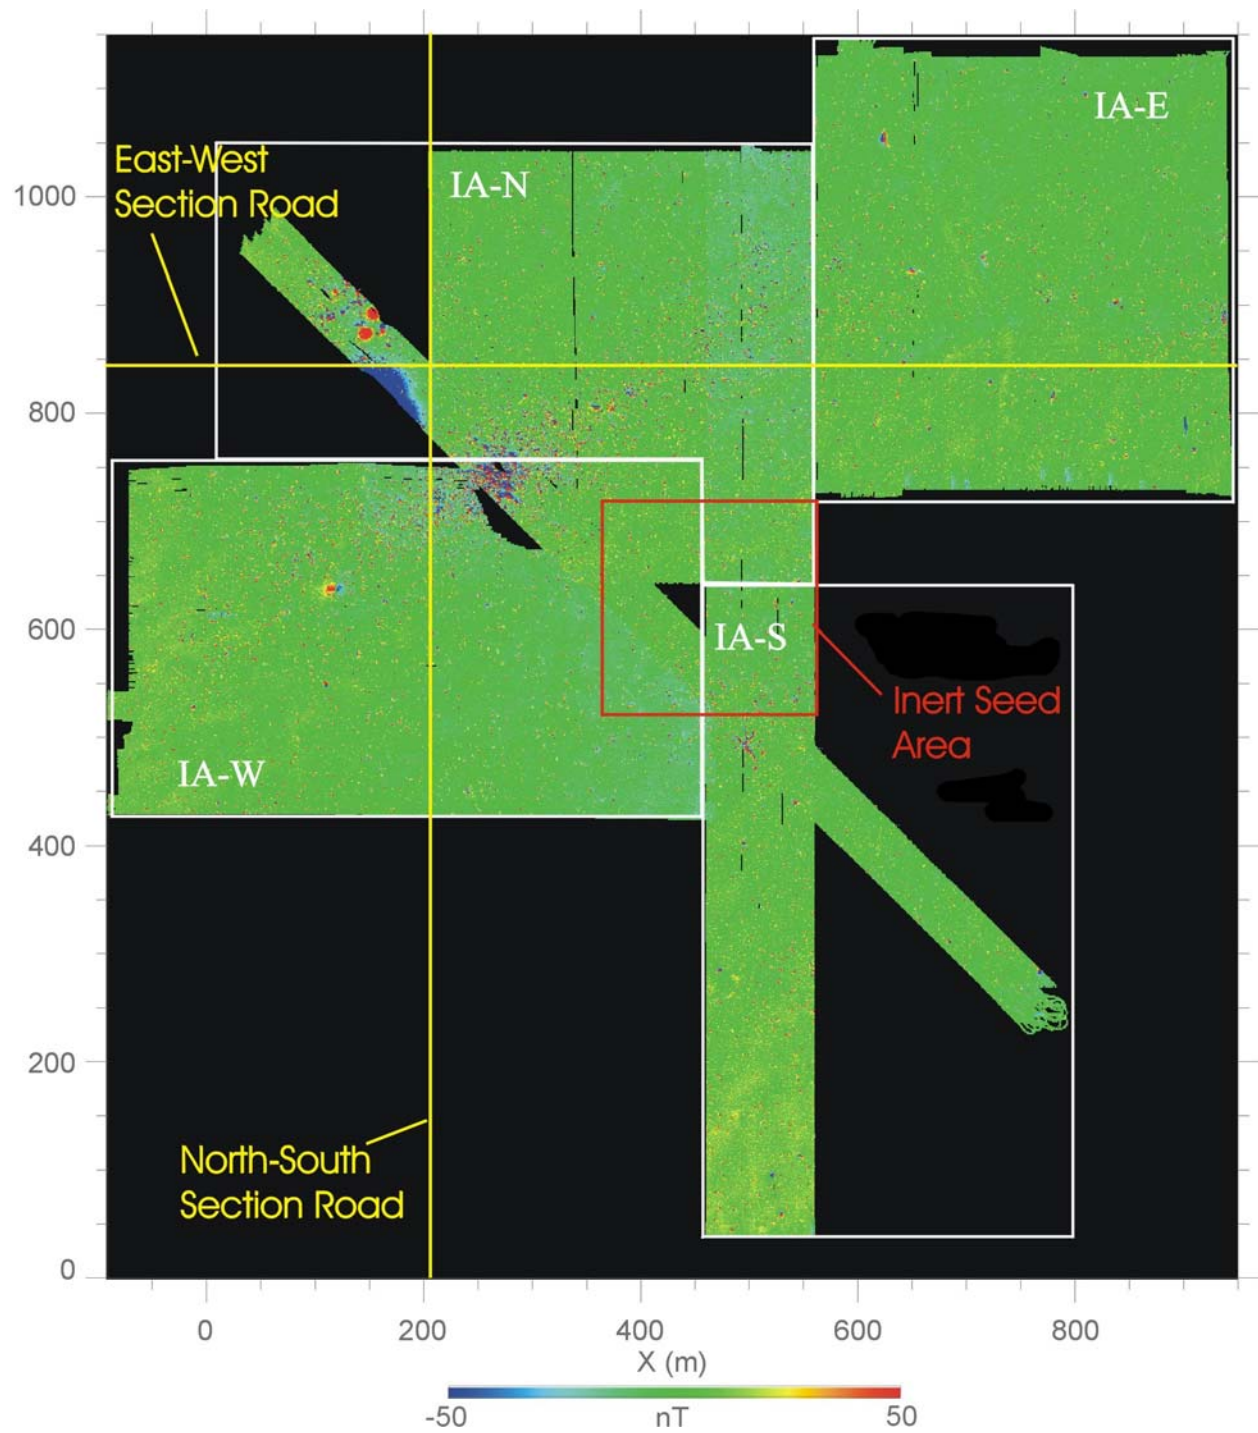 IA-E
East-West
Section Road
IA-N
1000
800
600
IA-S
Inert Seed
Area
IA-W
400
200
North-South
Section Road
0
0 200 400 600 800
X (m)
-50 nT 50